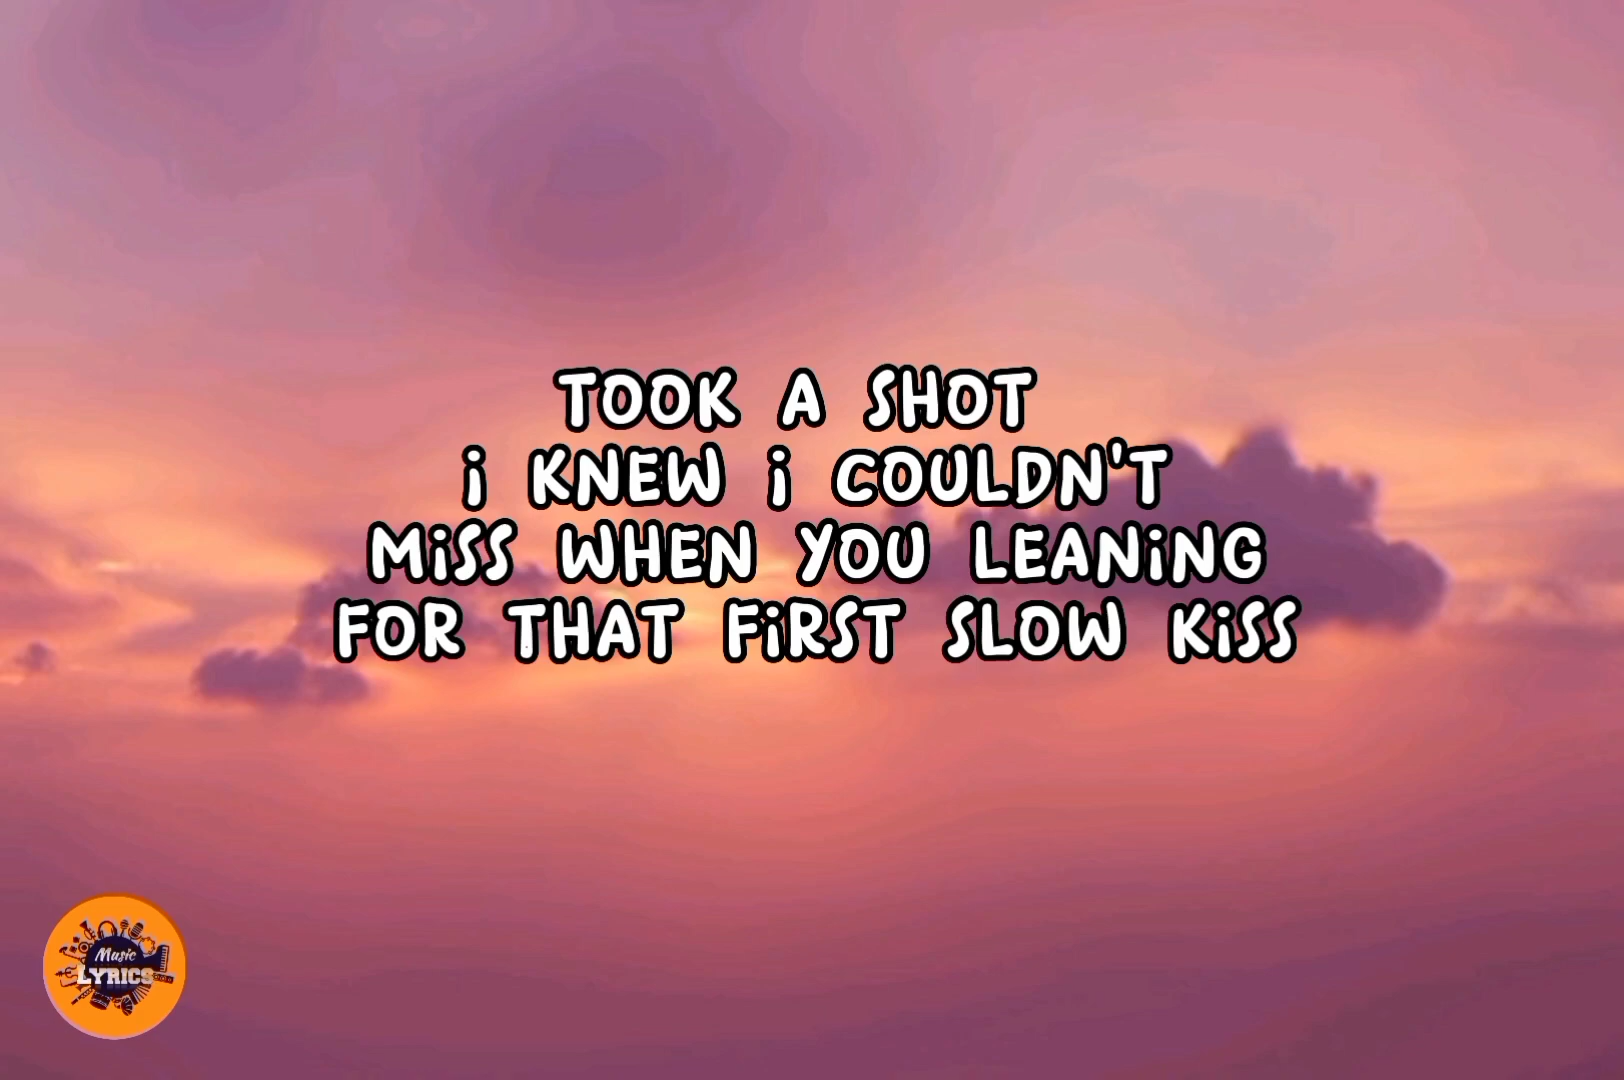 TOOK A SHOT
i KNEW i COULDN'T
MiSS WHEN YOU LEANiNG
FOR THAT FiRST SLOW KiSS
Music
LYRICS